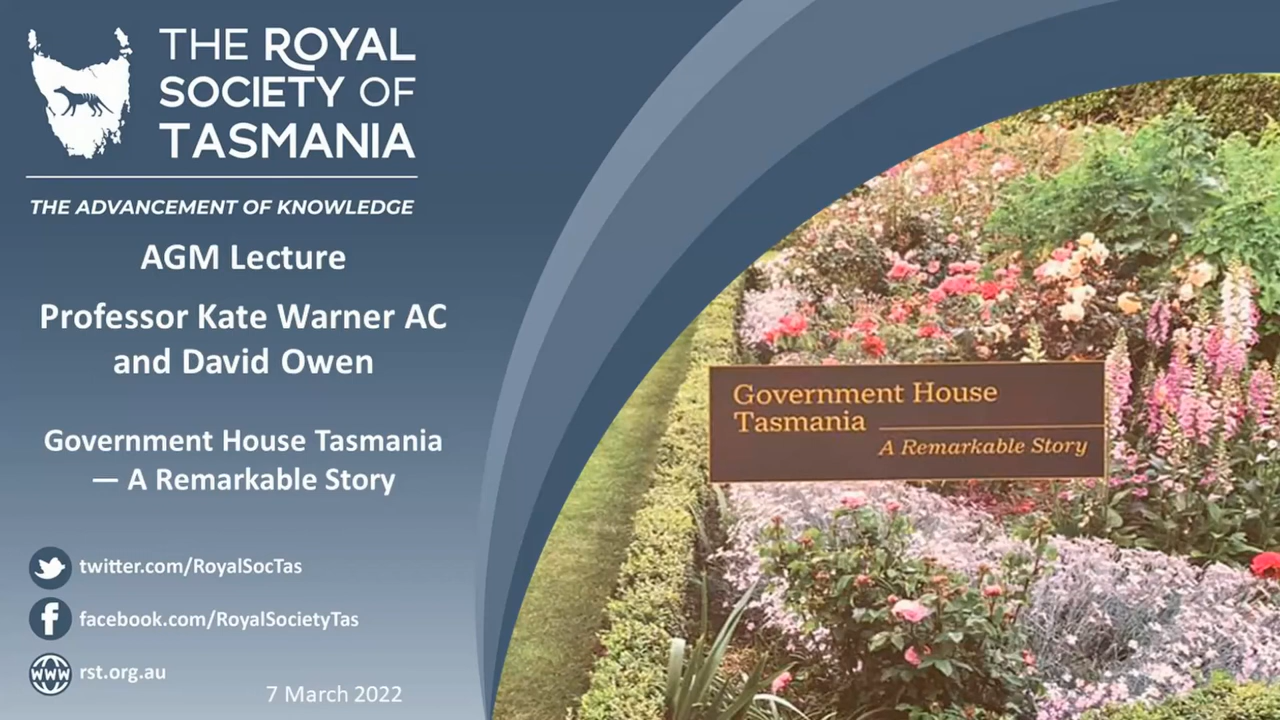 THE ROYAL
SOCIETY OF
TASMANIA
THE ADVANCEMENT OF KNOWLEDGE
AGM Lecture
Professor Kate Warner AC
and David Owen
Government House Tasmania
— A Remarkable Story
twitter.com/RoyalSocTas
facebook.com/RoyalSocietyTas
www
rst.org.au
7 March 2022
Government House
Tasmania
A Remarkable Story